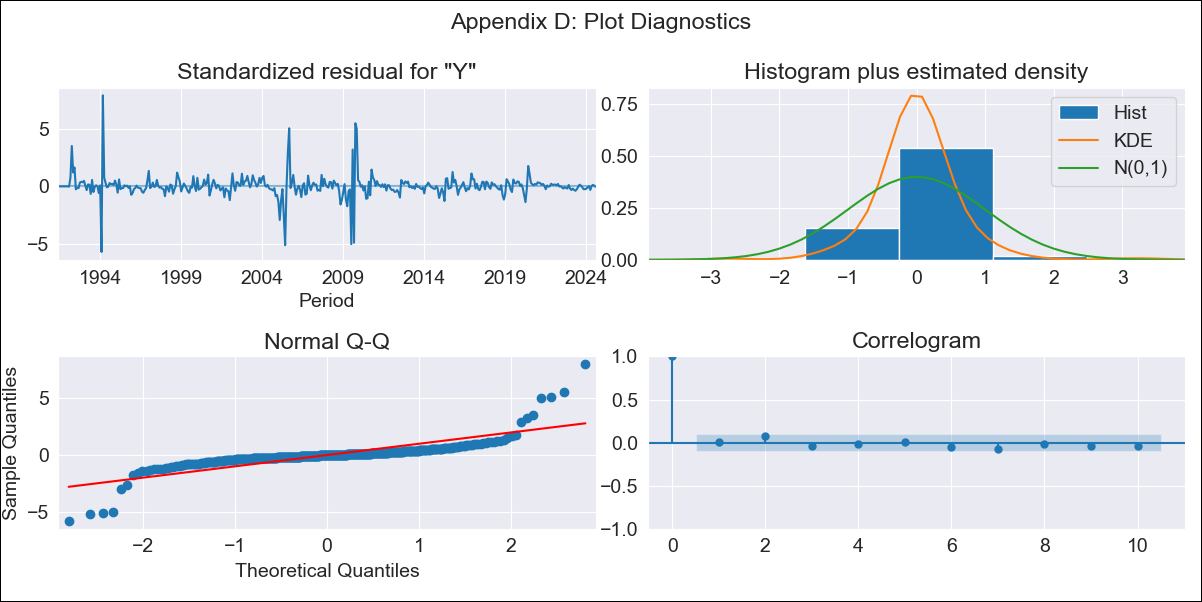 Appendix D: Plot Diagnostics
Standardized residual for "Y"
5
0
−5
1994 1999 2004 2009 2014 2019 2024
Period
Histogram plus estimated density
0.75
0.50
0.25
0.00
Hist
KDE
N(0,1)
−3 −2 −1 0 1 2 3
Normal Q-Q
Sample Quantiles
5
0
−5
−2 −1 0 1 2
Theoretical Quantiles
Correlogram
1.0
0.5
0.0
−0.5
−1.0
0 2 4 6 8 10